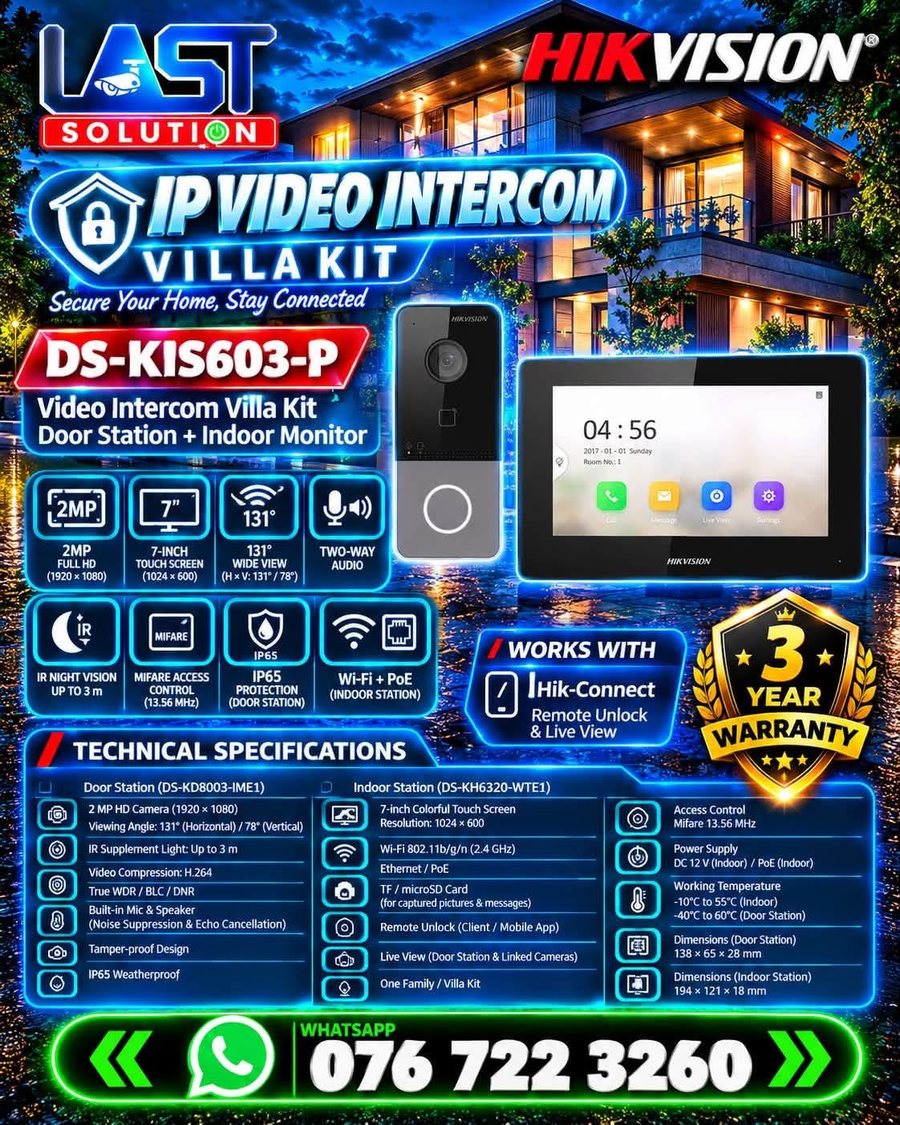 LAST
SOLUTION
HIKVISION®
IP VIDEO INTERCOM
VILLA KIT
Secure Your Home, Stay Connected
DS-KIS603-P
Video Intercom Villa Kit
Door Station + Indoor Monitor
HIKVISION
04 : 56
2017 - 01 - 01 Sunday
Room No.: 1
Call
Message
Live View
Settings
HIKVISION
2MP
2MP
FULL HD
(1920 × 1080)
7"
7-INCH
TOUCH SCREEN
(1024 × 600)
131°
131°
WIDE VIEW
(H × V: 131° / 78°)
TWO-WAY
AUDIO
IR
IR NIGHT VISION
UP TO 3 m
MIFARE
MIFARE ACCESS
CONTROL
(13.56 MHz)
IP65
IP65
PROTECTION
(DOOR STATION)
Wi-Fi + PoE
(INDOOR STATION)
WORKS WITH
Hik-Connect
Remote Unlock
& Live View
3
YEAR
WARRANTY
TECHNICAL SPECIFICATIONS
Door Station (DS-KD8003-IME1)
2 MP HD Camera (1920 × 1080)
Viewing Angle: 131° (Horizontal) / 78° (Vertical)
IR Supplement Light: Up to 3 m
Video Compression: H.264
True WDR / BLC / DNR
Built-in Mic & Speaker
(Noise Suppression & Echo Cancellation)
Tamper-proof Design
IP65 Weatherproof
Indoor Station (DS-KH6320-WTE1)
7-inch Colorful Touch Screen
Resolution: 1024 × 600
Wi-Fi 802.11b/g/n (2.4 GHz)
Ethernet / PoE
TF / microSD Card
(for captured pictures & messages)
Remote Unlock (Client / Mobile App)
Live View (Door Station & Linked Cameras)
One Family / Villa Kit
Access Control
Mifare 13.56 MHz
Power Supply
DC 12 V (Indoor) / PoE (Indoor)
Working Temperature
-10°C to 55°C (Indoor)
-40°C to 60°C (Door Station)
Dimensions (Door Station)
138 × 65 × 28 mm
Dimensions (Indoor Station)
194 × 121 × 18 mm
WHATSAPP
076 722 3260